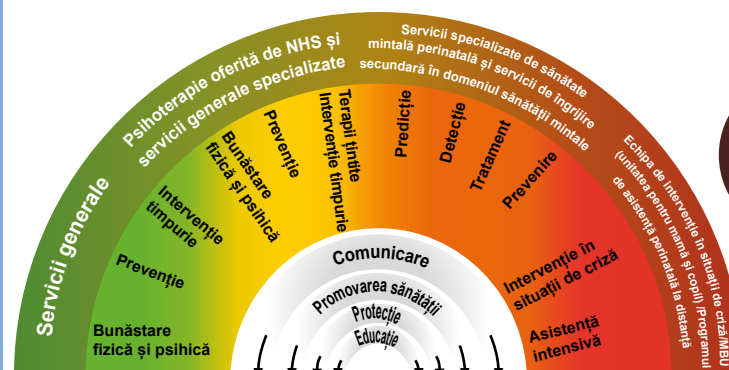 Servicii generale
Psihoterapie oferită de NHS și
servicii generale specializate
Servicii specializate de sănătate
mintală perinatală și servicii de îngrijire
secundară în domeniul sănătății mintale
Echipa de intervenție în situații de criză/MBU
(unitatea pentru mamă și copil) /Programul
de asistență perinatală la distanță
Bunăstare
fizică și psihică
Prevenție
Intervenție
timpurie
Bunăstare
fizică și psihică
Prevenție
Terapii țintite
Intervenție timpurie
Predicție
Detecție
Tratament
Prevenire
Intervenție în
situații de criză
Asistență
intensivă
Comunicare
Promovarea sănătății
Protecție
Educație